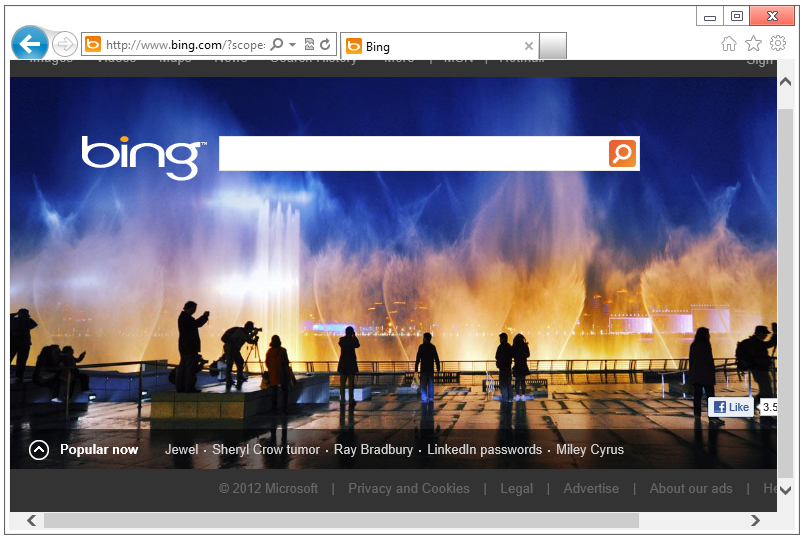 http://www.bing.com/?scope=
Bing
Images Videos Maps News Search History More | MSN | Hotmail
Sign
bing™
Like
3.5
Popular now Jewel · Sheryl Crow tumor · Ray Bradbury · LinkedIn passwords · Miley Cyrus
© 2012 Microsoft | Privacy and Cookies | Legal | Advertise | About our ads | He